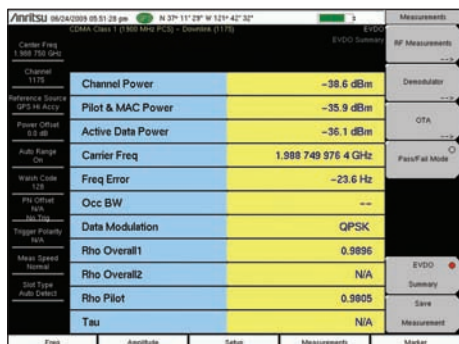 Anritsu 06/24/2009 05:51:28 pm N 37° 11' 29" W 121° 42' 32" Measurements
CDMA Class 1 (1900 MHz PCS) - Downlink (1175) EVDO
EVDO Summary
Center Freq
1.988 750 GHz
Channel
1175
Reference Source
GPS Hi Accy
Power Offset
0.0 dB
Auto Range
On
Walsh Code
128
PN Offset
N/A
No Trig
Trigger Polarity
N/A
Meas Speed
Normal
Slot Type
Auto Detect
Channel Power -38.6 dBm
Pilot & MAC Power -35.9 dBm
Active Data Power -36.1 dBm
Carrier Freq 1.988 749 976 4 GHz
Freq Error -23.6 Hz
Occ BW --
Data Modulation QPSK
Rho Overall1 0.9896
Rho Overall2 N/A
Rho Pilot 0.9805
Tau N/A
RF Measurements
-->
Demodulator
-->
OTA
-->
Pass/Fail Mode
EVDO
Summary
Save
Measurement
Freq Amplitude Setup Measurements Marker